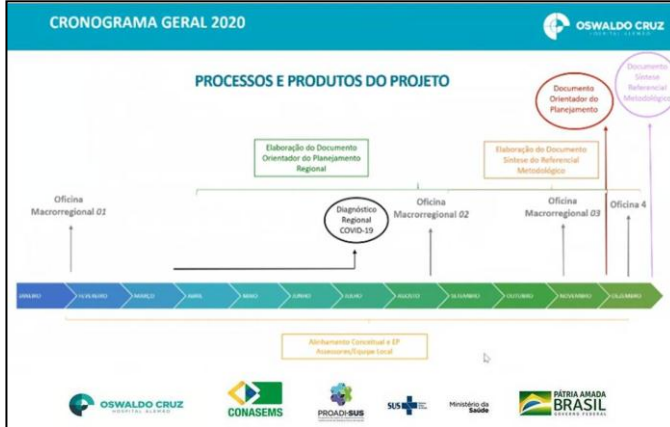 CRONOGRAMA GERAL 2020
OSWALDO CRUZ
HOSPITAL ALEMÃO
PROCESSOS E PRODUTOS DO PROJETO
Documento
Síntese
Referencial
Metodológico
Documento
Orientador do
Planejamento
Elaboração do Documento
Orientador do Planejamento
Regional
Elaboração do Documento
Síntese do Referencial
Metodológico
Oficina
Macrorregional 01
Diagnóstico
Regional
COVID-19
Oficina
Macrorregional 02
Oficina
Macrorregional 03
Oficina 4
JANEIRO
FEVEREIRO
MARÇO
ABRIL
MAIO
JUNHO
JULHO
AGOSTO
SETEMBRO
OUTUBRO
NOVEMBRO
DEZEMBRO
Alinhamento Conceitual e EP
Assessores/Equipe Local
OSWALDO CRUZ
HOSPITAL ALEMÃO
CONASEMS
PROADI-SUS
SUS
Ministério da
Saúde
PÁTRIA AMADA
BRASIL
GOVERNO FEDERAL